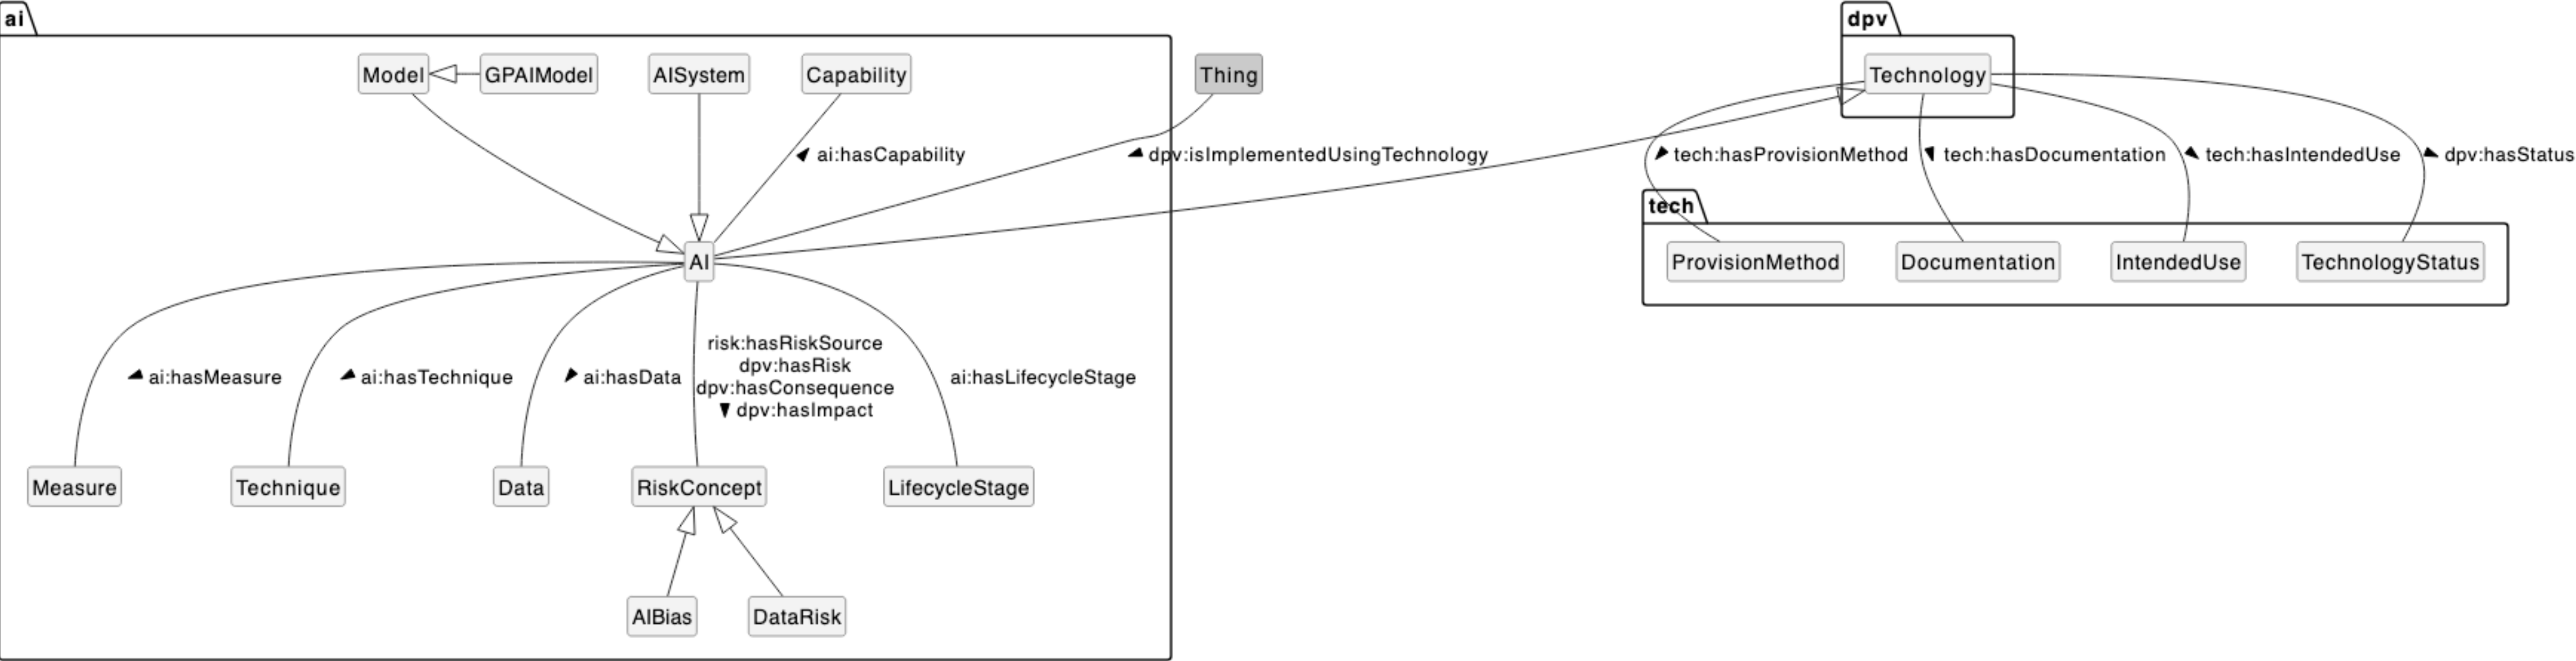 ai
dpv
Model
GPAIModel
AISystem
Capability
Thing
Technology
ai:hasCapability
dpv:isImplementedUsingTechnology
tech:hasProvisionMethod
tech:hasDocumentation
tech:hasIntendedUse
dpv:hasStatus
tech
AI
ProvisionMethod
Documentation
IntendedUse
TechnologyStatus
ai:hasMeasure
ai:hasTechnique
ai:hasData
risk:hasRiskSource
dpv:hasRisk
dpv:hasConsequence
dpv:hasImpact
ai:hasLifecycleStage
Measure
Technique
Data
RiskConcept
LifecycleStage
AIBias
DataRisk